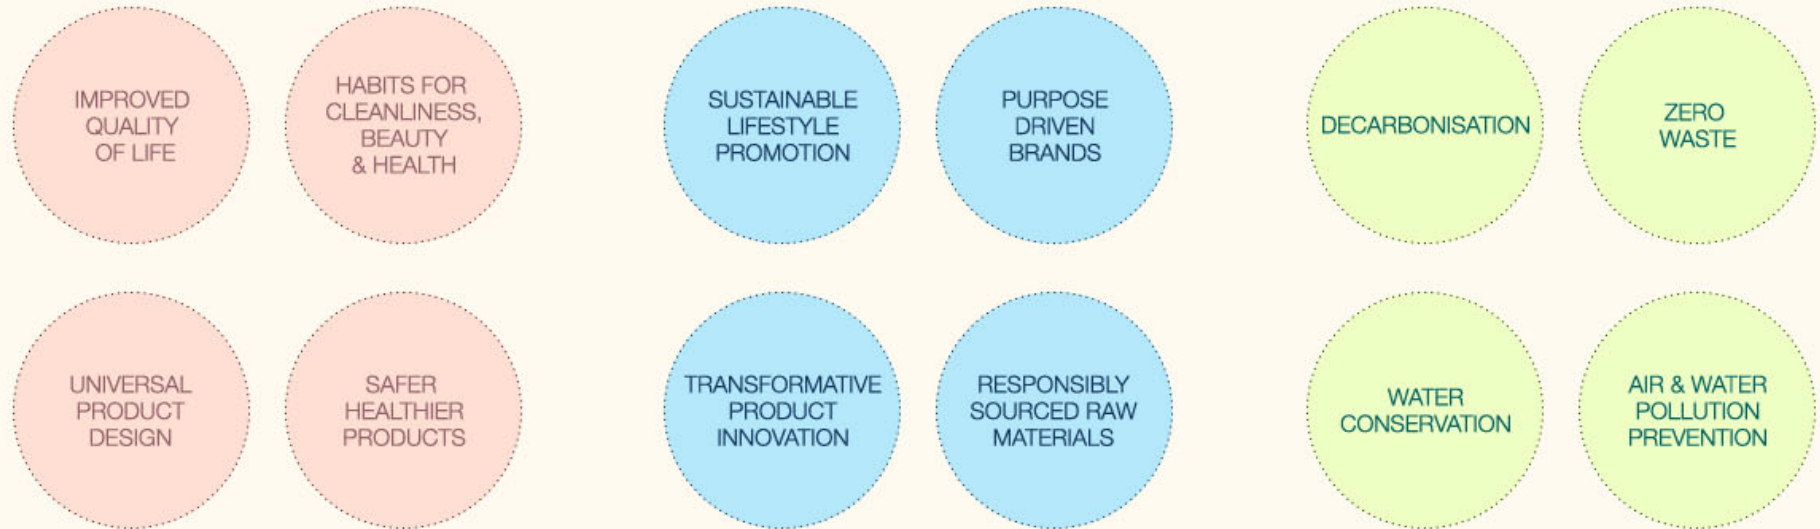 IMPROVED
QUALITY
OF LIFE
HABITS FOR
CLEANLINESS,
BEAUTY
& HEALTH
SUSTAINABLE
LIFESTYLE
PROMOTION
PURPOSE
DRIVEN
BRANDS
DECARBONISATION
ZERO
WASTE
UNIVERSAL
PRODUCT
DESIGN
SAFER
HEALTHIER
PRODUCTS
TRANSFORMATIVE
PRODUCT
INNOVATION
RESPONSIBLY
SOURCED RAW
MATERIALS
WATER
CONSERVATION
AIR & WATER
POLLUTION
PREVENTION